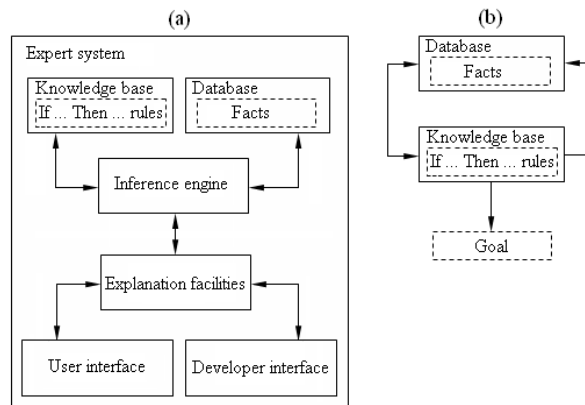 (a)
Expert system
Knowledge base
If ... Then ... rules
Database
Facts
Inference engine
Explanation facilities
User interface
Developer interface
(b)
Database
Facts
Knowledge base
If ... Then ... rules
Goal